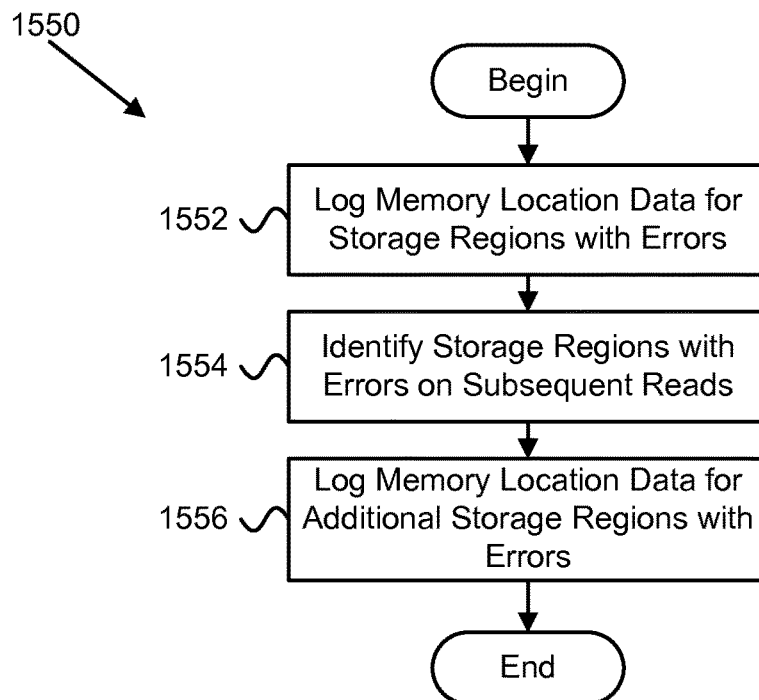 1550
Begin
1552
Log Memory Location Data for
Storage Regions with Errors
1554
Identify Storage Regions with
Errors on Subsequent Reads
1556
Log Memory Location Data for
Additional Storage Regions with
Errors
End